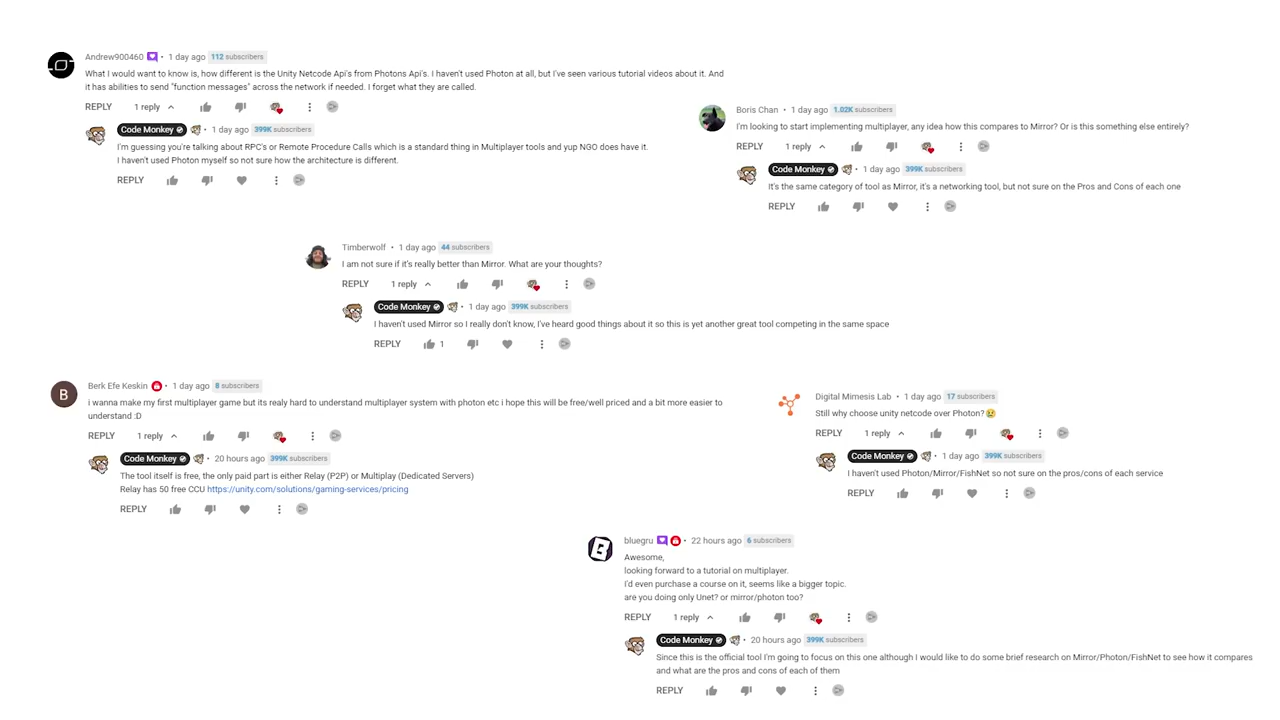 Andrew900460 • 1 day ago 112 subscribers
What I would want to know is, how different is the Unity Netcode Api's from Photons Api's. I haven't used Photon at all, but I've seen various tutorial videos about it. And
it has abilities to send "function messages" across the network if needed. I forget what they are called.
REPLY 1 reply
Code Monkey • 1 day ago 399K subscribers
I'm guessing you're talking about RPC's or Remote Procedure Calls which is a standard thing in Multiplayer tools and yup NGO does have it.
I haven't used Photon myself so not sure how the architecture is different.
REPLY
Boris Chan • 1 day ago 1.02K subscribers
I'm looking to start implementing multiplayer, any idea how this compares to Mirror? Or is this something else entirely?
REPLY 1 reply
Code Monkey • 1 day ago 399K subscribers
It's the same category of tool as Mirror, it's a networking tool, but not sure on the Pros and Cons of each one
REPLY
Timberwolf • 1 day ago 44 subscribers
I am not sure if it's really better than Mirror. What are your thoughts?
REPLY 1 reply
Code Monkey • 1 day ago 399K subscribers
I haven't used Mirror so I really don't know, I've heard good things about it so this is yet another great tool competing in the same space
REPLY 1
B
Berk Efe Keskin • 1 day ago 8 subscribers
i wanna make my first multiplayer game but its realy hard to understand multiplayer system with photon etc i hope this will be free/well priced and a bit more easier to
understand :D
REPLY 1 reply
Code Monkey • 20 hours ago 399K subscribers
The tool itself is free, the only paid part is either Relay (P2P) or Multiplay (Dedicated Servers)
Relay has 50 free CCU https://unity.com/solutions/gaming-services/pricing
REPLY
Digital Mimesis Lab • 1 day ago 17 subscribers
Still why choose unity netcode over Photon?😢
REPLY 1 reply
Code Monkey • 1 day ago 399K subscribers
I haven't used Photon/Mirror/FishNet so not sure on the pros/cons of each service
REPLY
bluegru • 22 hours ago 6 subscribers
Awesome,
looking forward to a tutorial on multiplayer.
I'd even purchase a course on it, seems like a bigger topic.
are you doing only Unet? or mirror/photon too?
REPLY 1 reply
Code Monkey • 20 hours ago 399K subscribers
Since this is the official tool I'm going to focus on this one although I would like to do some brief research on Mirror/Photon/FishNet to see how it compares
and what are the pros and cons of each of them
REPLY